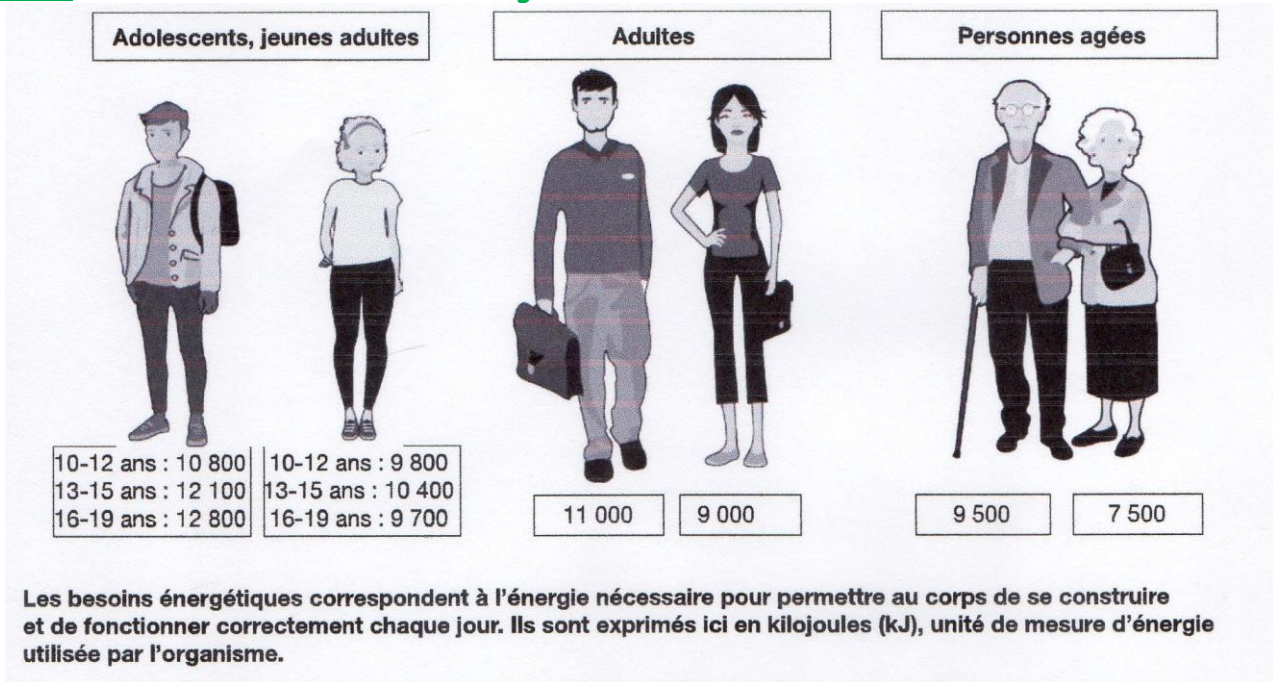 Adolescents, jeunes adultes
Adultes
Personnes agées
10-12 ans : 10 800
13-15 ans : 12 100
16-19 ans : 12 800
10-12 ans : 9 800
13-15 ans : 10 400
16-19 ans : 9 700
11 000
9 000
9 500
7 500
Les besoins énergétiques correspondent à l'énergie nécessaire pour permettre au corps de se construire
et de fonctionner correctement chaque jour. Ils sont exprimés ici en kilojoules (kJ), unité de mesure d'énergie
utilisée par l'organisme.